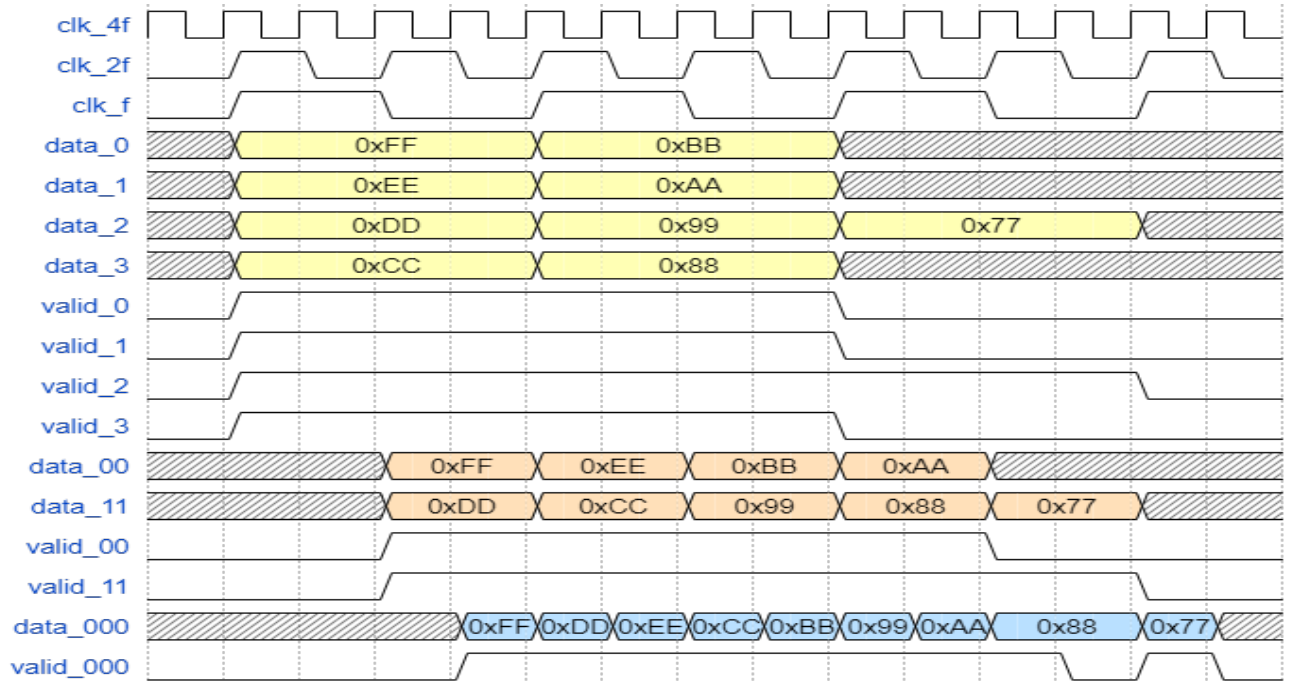 clk_4f
clk_2f
clk_f
data_0 0xFF 0xBB
data_1 0xEE 0xAA
data_2 0xDD 0x99 0x77
data_3 0xCC 0x88
valid_0
valid_1
valid_2
valid_3
data_00 0xFF 0xEE 0xBB 0xAA
data_11 0xDD 0xCC 0x99 0x88 0x77
valid_00
valid_11
data_000 0xFF 0xDD 0xEE 0xCC 0xBB 0x99 0xAA 0x88 0x77
valid_000